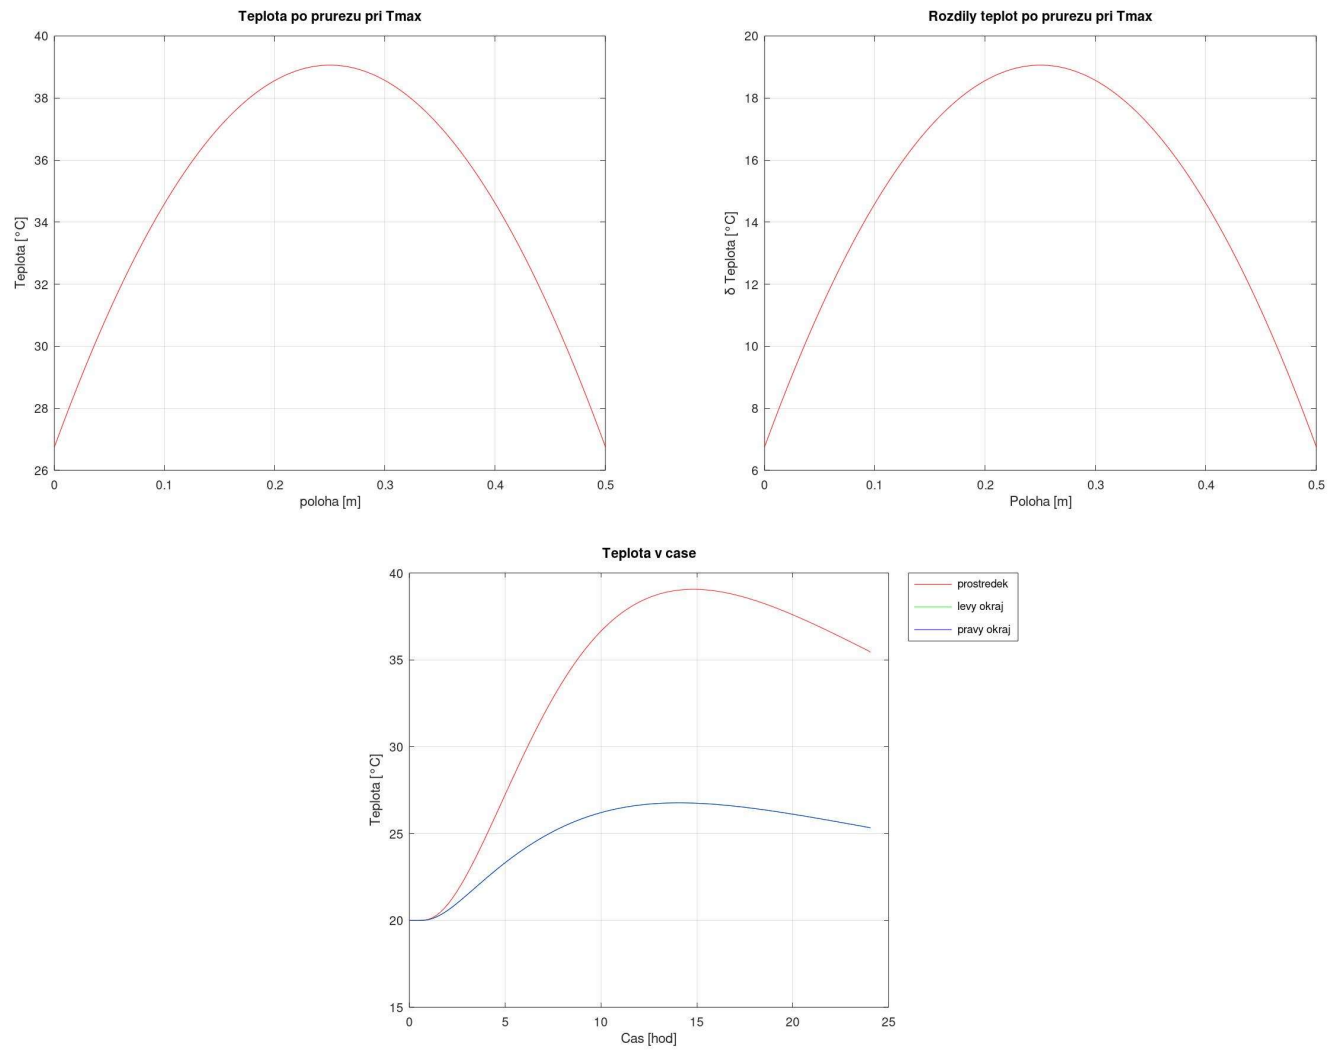 Teplota po prurezu pri Tmax
40
38
36
34
32
30
28
26
Teplota [°C]
0 0.1 0.2 0.3 0.4 0.5
poloha [m]
Rozdily teplot po prurezu pri Tmax
20
18
16
14
12
10
8
6
δ Teplota [°C]
0 0.1 0.2 0.3 0.4 0.5
Poloha [m]
Teplota v case
40
35
30
25
20
15
Teplota [°C]
0 5 10 15 20 25
Cas [hod]
prostredek
levy okraj
pravy okraj